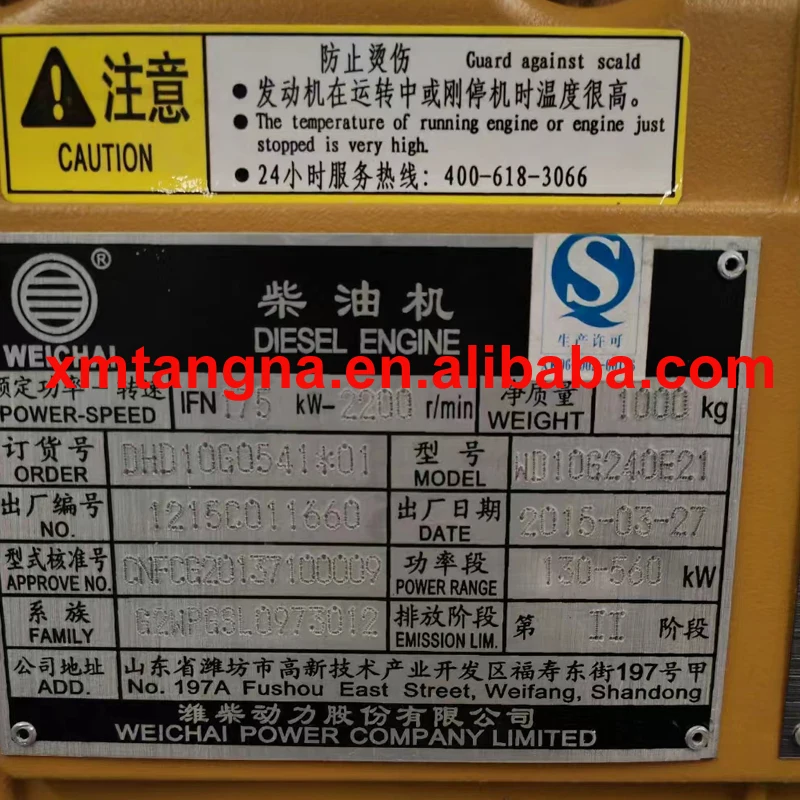 防止烫伤 Guard against scald
注意
CAUTION
● 发动机在运转中或刚停机时温度很高。
● The temperature of running engine or engine just
stopped is very high.
● 24小时服务热线: 400-618-3066
®
WEICHAI
柴油机
DIESEL ENGINE
生产许可
xmtangna.en.alibaba.com
额定功率 转速
POWER-SPEED
IFN 175 kW-2200 r/min
净质量
WEIGHT
1000 kg
订货号
ORDER
DHD10G0541*01
型号
MODEL
WD10G240E21
出厂编号
NO.
1215C011660
出厂日期
DATE
2015-03-27
型式核准号
APPROVE NO.
CNFCG20137100009
功率段
POWER RANGE
130-560 kW
系族
FAMILY
G2WPG3L0973012
排放阶段
EMISSION LIM.
第 II 阶段
公司地址
ADD.
山东省潍坊市高新技术产业开发区福寿东街197号甲
No. 197A Fushou East Street, Weifang, Shandong
潍柴动力股份有限公司
WEICHAI POWER COMPANY LIMITED